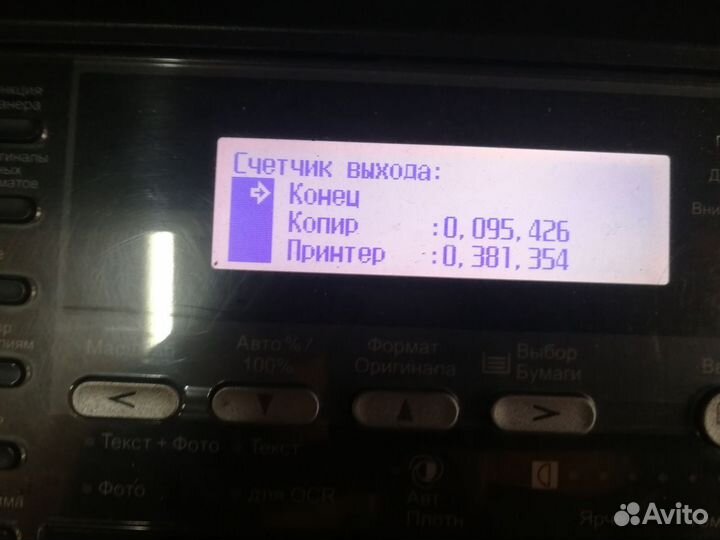 Счетчик выхода:
Конец
Копир :0,095,426
Принтер :0,381,354
Авто%/
100%
Формат
Оригинала
Выбор
Бумаги
Текст + Фото
Текст
Фото
для OCR
Авт
Плотн
Avito